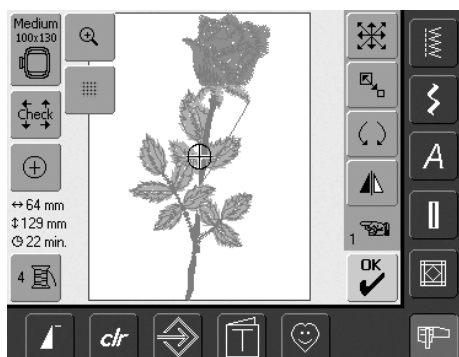 Medium
100x130
Check
↔ 64 mm
↕ 129 mm
22 min.
4
1
OK
A
clr